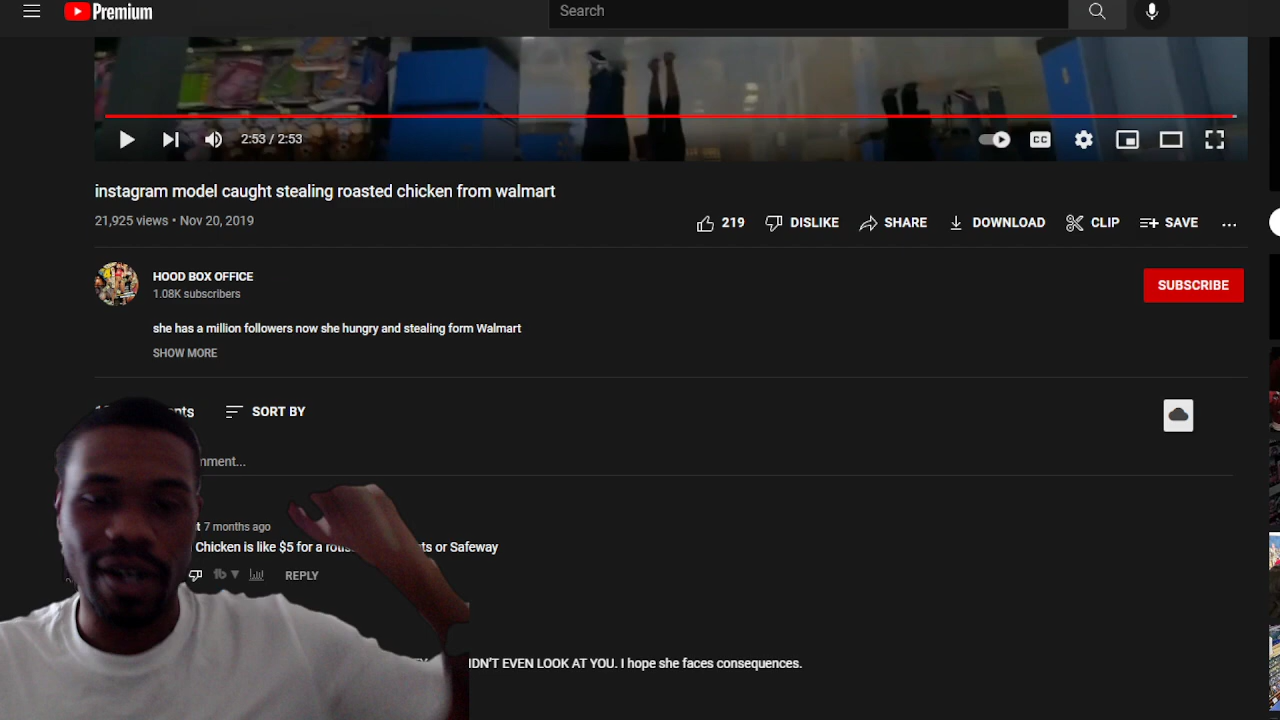 Premium
Search
2:53 / 2:53
CC
instagram model caught stealing roasted chicken from walmart
21,925 views • Nov 20, 2019
219
DISLIKE
SHARE
DOWNLOAD
CLIP
SAVE
...
HOOD BOX OFFICE
1.08K subscribers
SUBSCRIBE
she has a million followers now she hungry and stealing form Walmart
SHOW MORE
SORT BY
7 months ago
Chicken is like $5 for a or Safeway
REPLY
EVEN LOOK AT YOU. I hope she faces consequences.